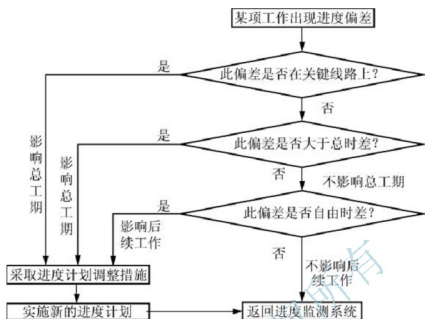 某项工作出现进度偏差
此偏差是否在关键线路上？
是
否
此偏差是否大于总时差？
是
否
不影响总工期
此偏差是否自由时差？
是
否
影响总工期
影响总工期
影响后
续工作
不影响后
续工作
采取进度计划调整措施
实施新的进度计划
返回进度监测系统
所有